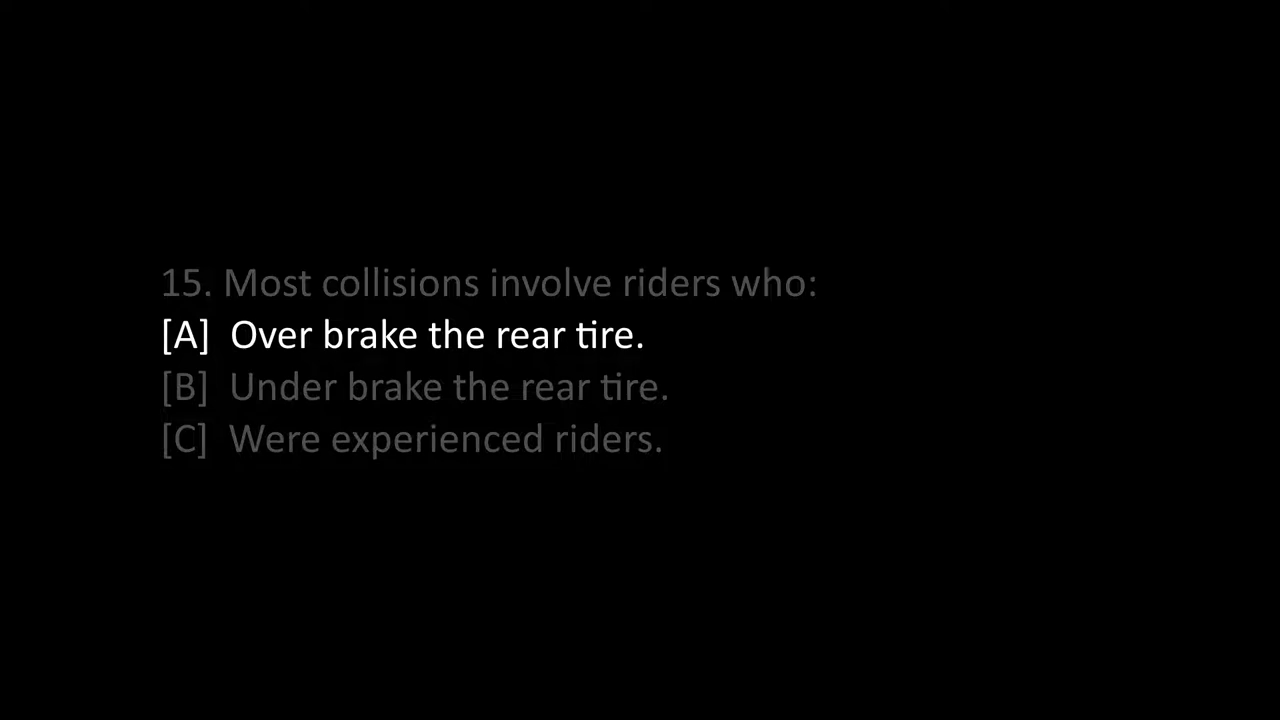 15. Most collisions involve riders who:
[A] Over brake the rear tire.
[B] Under brake the rear tire.
[C] Were experienced riders.